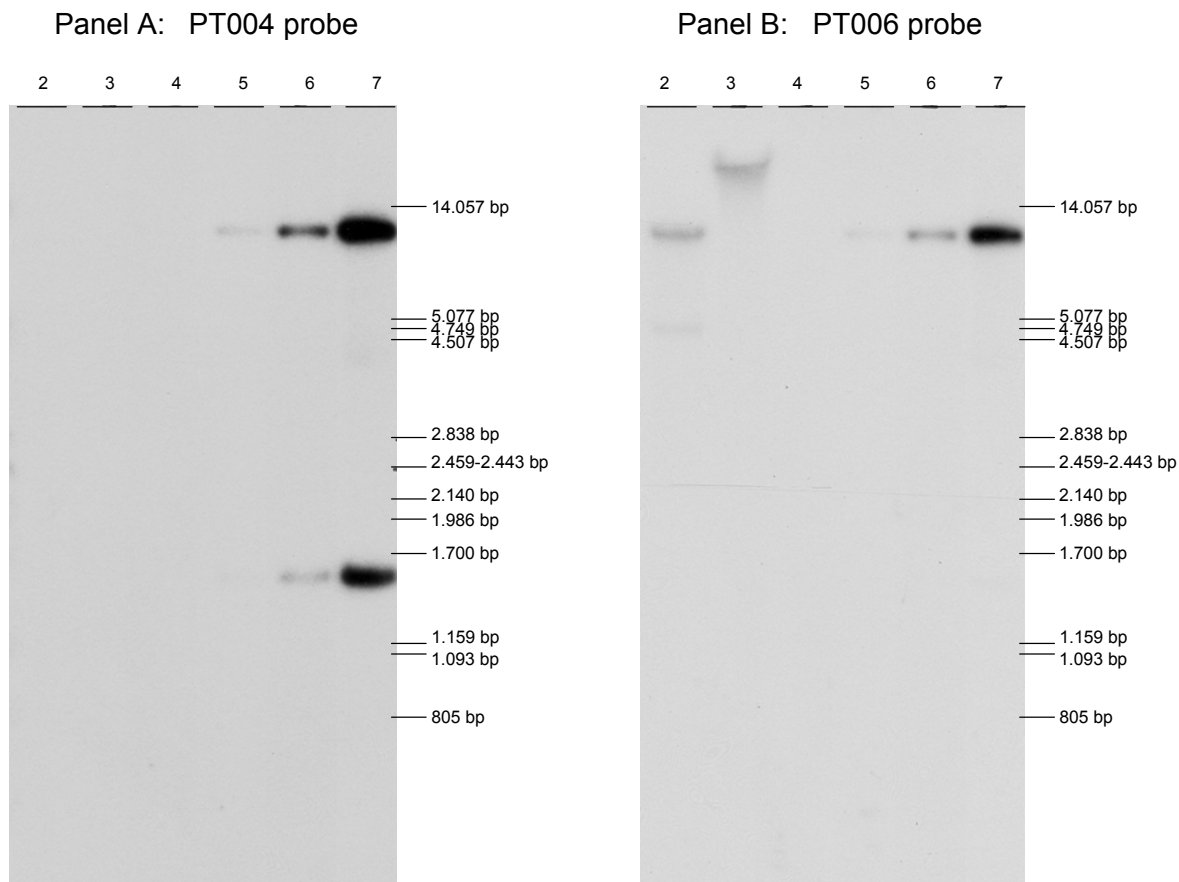 Panel A: PT004 probe
2 3 4 5 6 7
14.057 bp
5.077 bp
4.749 bp
4.507 bp
2.838 bp
2.459-2.443 bp
2.140 bp
1.986 bp
1.700 bp
1.159 bp
1.093 bp
805 bp
Panel B: PT006 probe
2 3 4 5 6 7
14.057 bp
5.077 bp
4.749 bp
4.507 bp
2.838 bp
2.459-2.443 bp
2.140 bp
1.986 bp
1.700 bp
1.159 bp
1.093 bp
805 bp